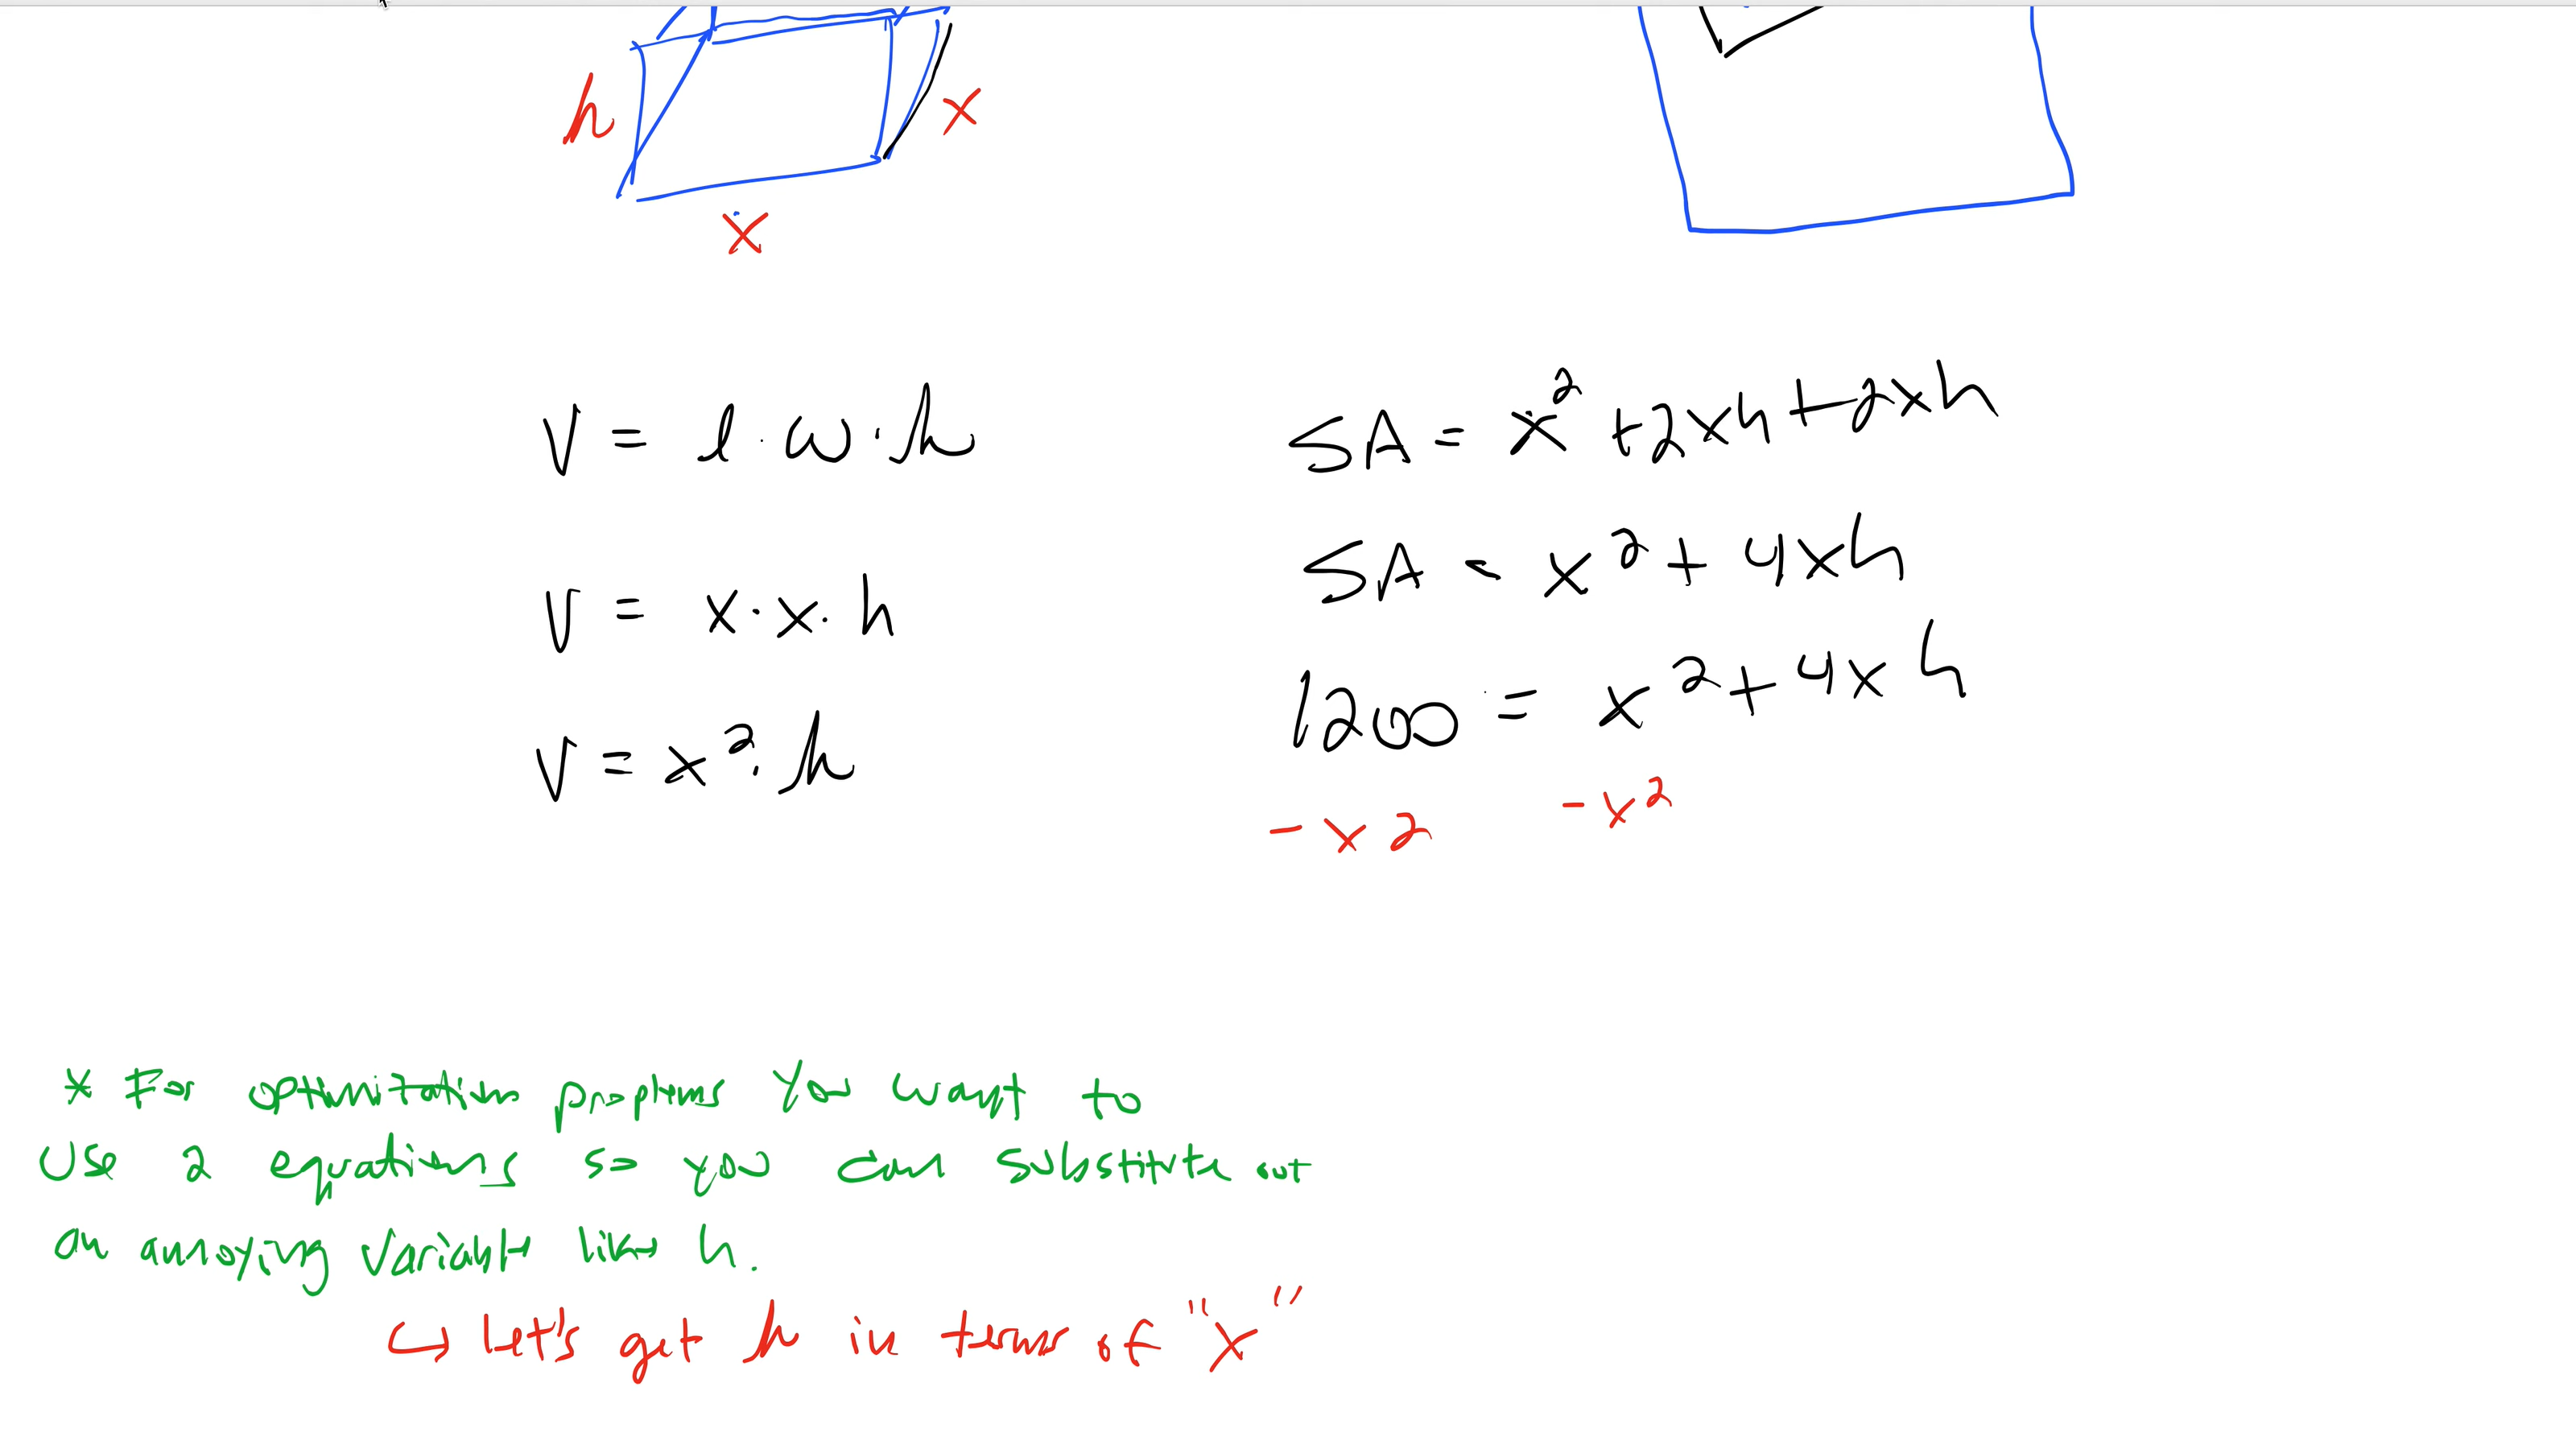 h
x
x
V = l · w · h
SA = x² + 2xh + 2xh
V = x · x · h
SA = x² + 4xh
V = x² · h
1200 = x² + 4xh
- x 2 - x²
* For optimization problems you want to
use 2 equations so you can substitute out
an annoying variable like h.
↪ Let's get h in terms of "x"